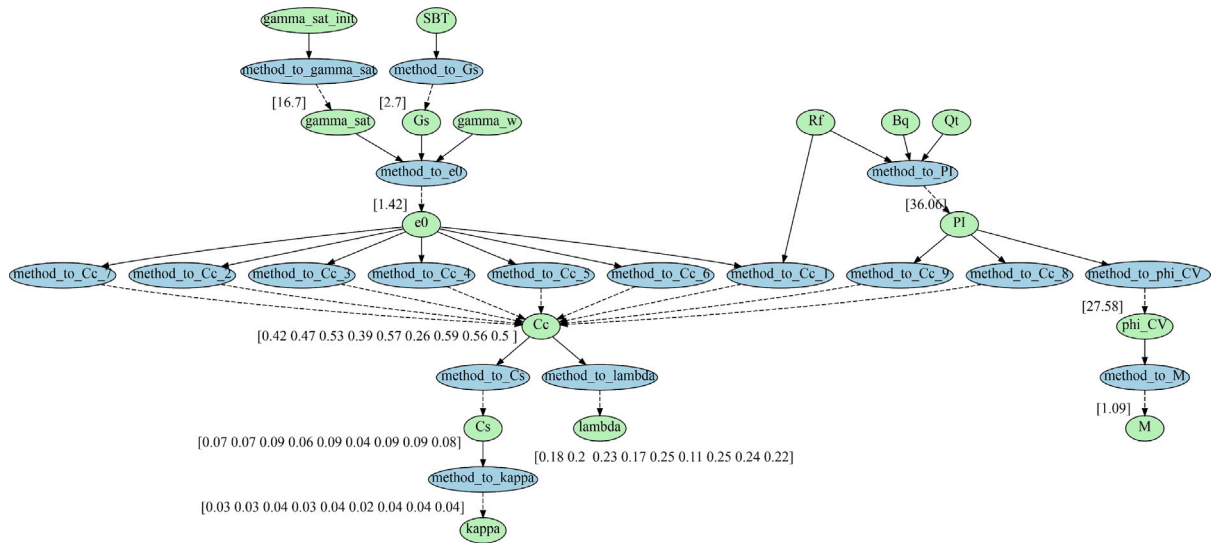 gamma_sat_init
SBT
method_to_gamma_sat
method_to_Gs
[16.7]
[2.7]
gamma_sat
Gs
gamma_w
Rf
Bq
Qt
method_to_e0
method_to_PI
[1.42]
[36.06]
e0
PI
method_to_Cc_7
method_to_Cc_2
method_to_Cc_3
method_to_Cc_4
method_to_Cc_5
method_to_Cc_6
method_to_Cc_1
method_to_Cc_9
method_to_Cc_8
method_to_phi_CV
[27.58]
Cc
phi_CV
[0.42 0.47 0.53 0.39 0.57 0.26 0.59 0.56 0.5 ]
method_to_Cs
method_to_lambda
method_to_M
[1.09]
Cs
lambda
M
[0.07 0.07 0.09 0.06 0.09 0.04 0.09 0.09 0.08]
[0.18 0.2  0.23 0.17 0.25 0.11 0.25 0.24 0.22]
method_to_kappa
[0.03 0.03 0.04 0.03 0.04 0.02 0.04 0.04 0.04]
kappa